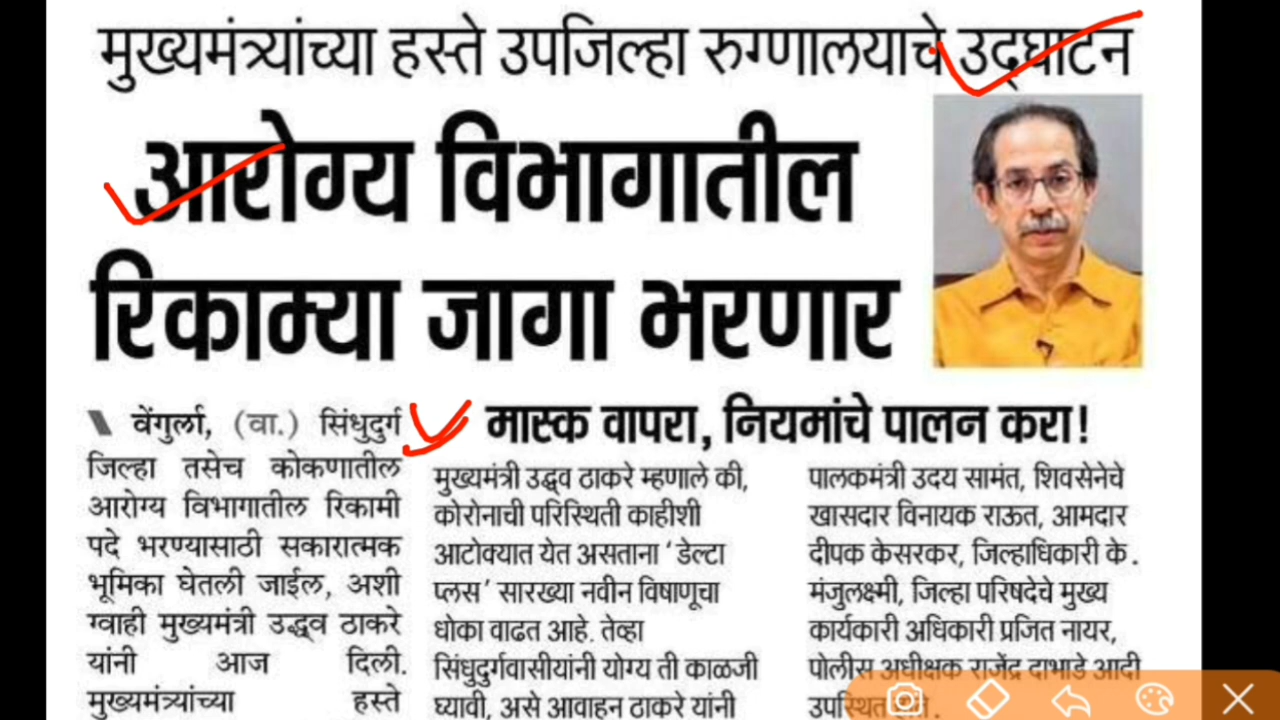 मुख्यमंत्र्यांच्या हस्ते उपजिल्हा रुग्णालयाचे उद्घाटन
आरोग्य विभागातील
रिकाम्या जागा भरणार
वेंगुर्ला, (वा.) सिंधुदुर्ग
जिल्हा तसेच कोकणातील
आरोग्य विभागातील रिकामी
पदे भरण्यासाठी सकारात्मक
भूमिका घेतली जाईल, अशी
ग्वाही मुख्यमंत्री उद्धव ठाकरे
यांनी आज दिली.
मुख्यमंत्र्यांच्या हस्ते
मास्क वापरा, नियमांचे पालन करा!
मुख्यमंत्री उद्धव ठाकरे म्हणाले की,
कोरोनाची परिस्थिती काहीशी
आटोक्यात येत असताना ‘डेल्टा
प्लस’ सारख्या नवीन विषाणूचा
धोका वाढत आहे. तेव्हा
सिंधुदुर्गवासीयांनी योग्य ती काळजी
घ्यावी, असे आवाहन ठाकरे यांनी
पालकमंत्री उदय सामंत, शिवसेनेचे
खासदार विनायक राऊत, आमदार
दीपक केसरकर, जिल्हाधिकारी के.
मंजुलक्ष्मी, जिल्हा परिषदेचे मुख्य
कार्यकारी अधिकारी प्रजित नायर,
पोलीस अधीक्षक राजेंद्र दाभाडे आदी
उपस्थित होते.